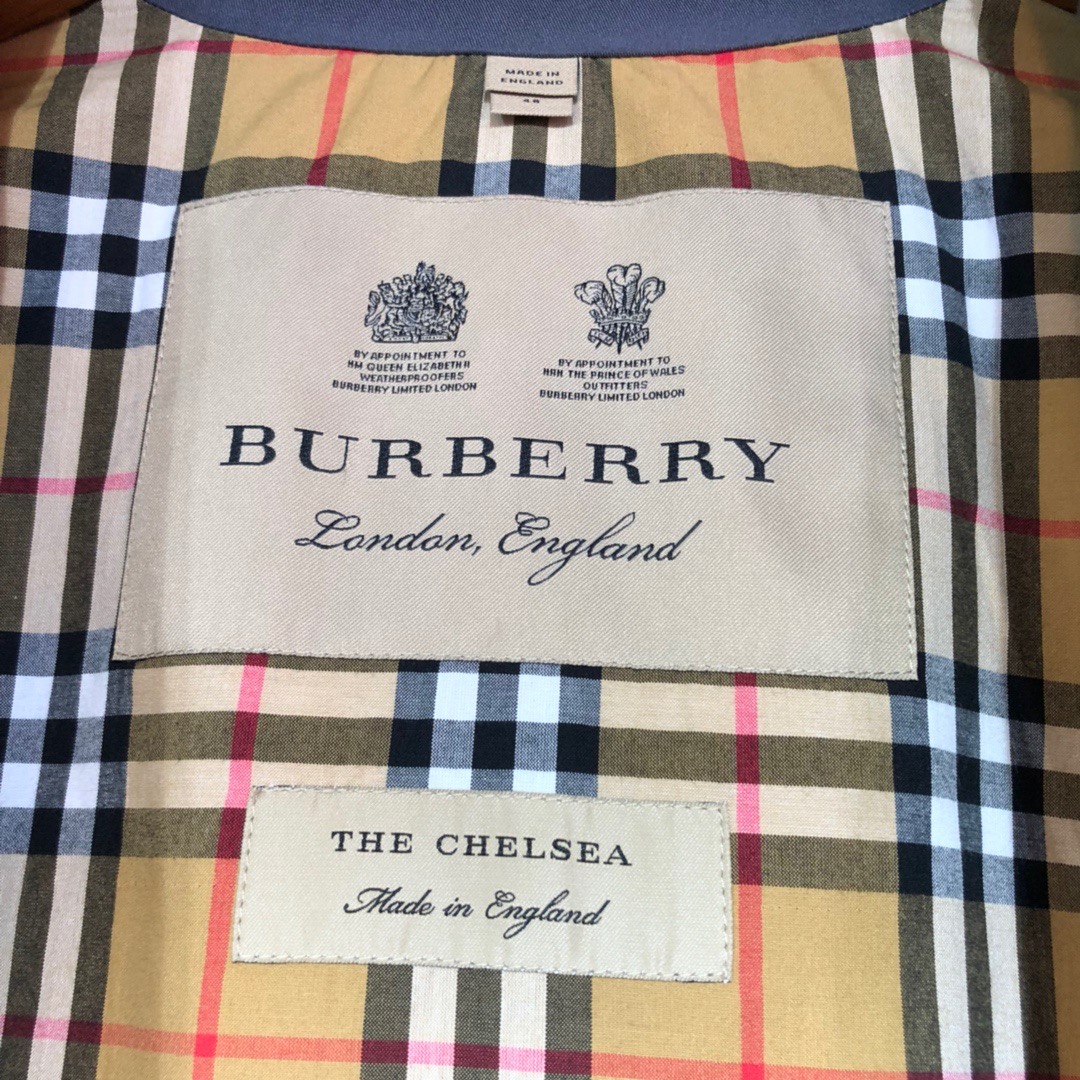 MADE IN
ENGLAND
48
BY APPOINTMENT TO
HM QUEEN ELIZABETH II
WEATHERPROOFERS
BURBERRY LIMITED LONDON
BY APPOINTMENT TO
HRH THE PRINCE OF WALES
OUTFITTERS
BURBERRY LIMITED LONDON
BURBERRY
London, England
THE CHELSEA
Made in England